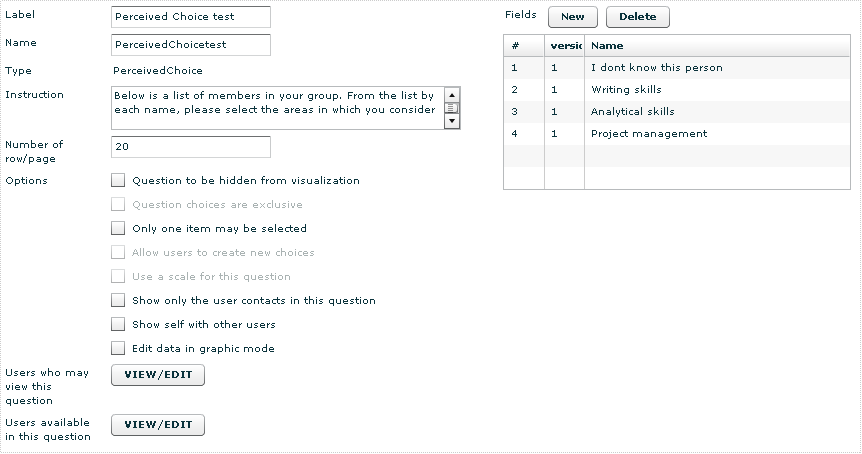 Label
Perceived Choice test
Name
PerceivedChoicetest
Type
PerceivedChoice
Instruction
Below is a list of members in your group. From the list by
each name, please select the areas in which you consider
Number of
row/page
20
Options
Question to be hidden from visualization
Question choices are exclusive
Only one item may be selected
Allow users to create new choices
Use a scale for this question
Show only the user contacts in this question
Show self with other users
Edit data in graphic mode
Users who may
view this
question
VIEW/EDIT
Users available
in this question
VIEW/EDIT
Fields New Delete
# versic Name
1 1 I dont know this person
2 1 Writing skills
3 1 Analytical skills
4 1 Project management